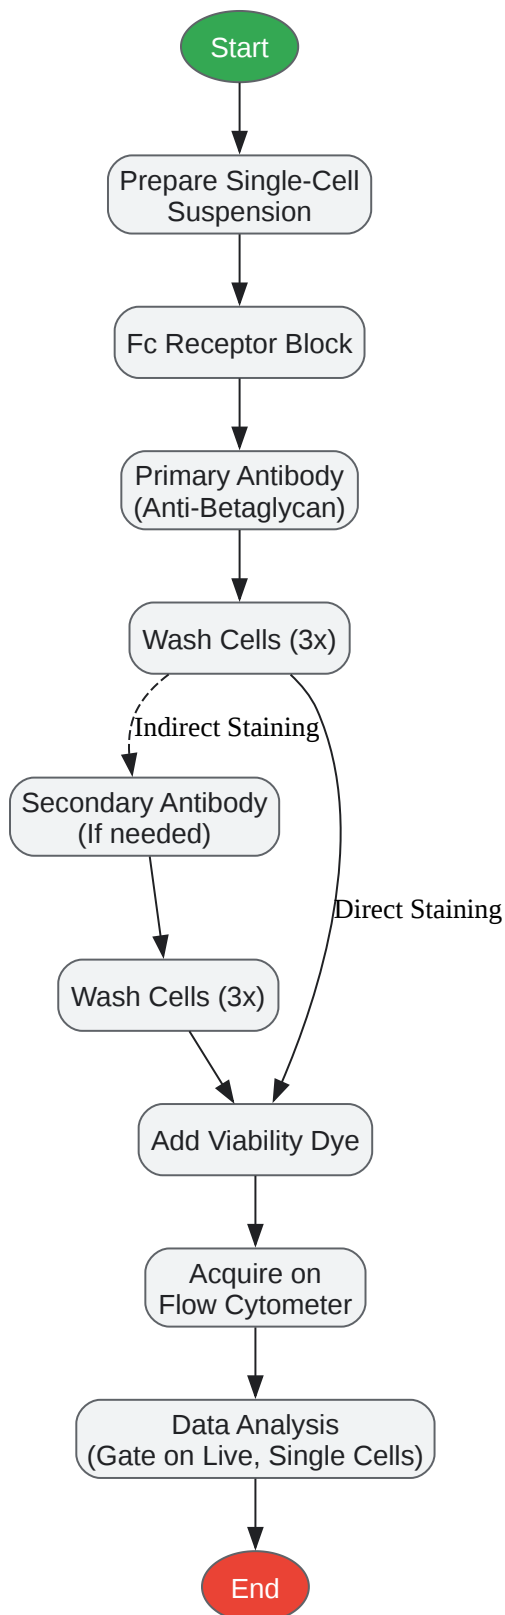 Start
Prepare Single-Cell
Suspension
Fc Receptor Block
Primary Antibody
(Anti-Betaglycan)
Wash Cells (3x)
Indirect Staining
Secondary Antibody
(If needed)
Direct Staining
Wash Cells (3x)
Add Viability Dye
Acquire on
Flow Cytometer
Data Analysis
(Gate on Live, Single Cells)
End